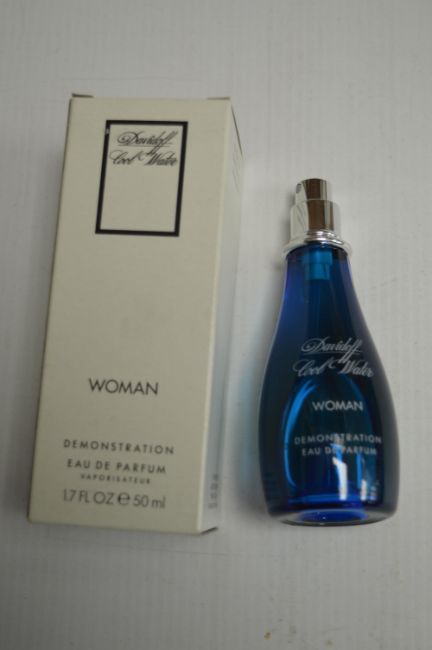 Davidoff
Cool Water
WOMAN
DEMONSTRATION
EAU DE PARFUM
VAPORISATEUR
1.7 FL OZ e 50 ml
Davidoff
Cool Water
WOMAN
DEMONSTRATION
EAU DE PARFUM